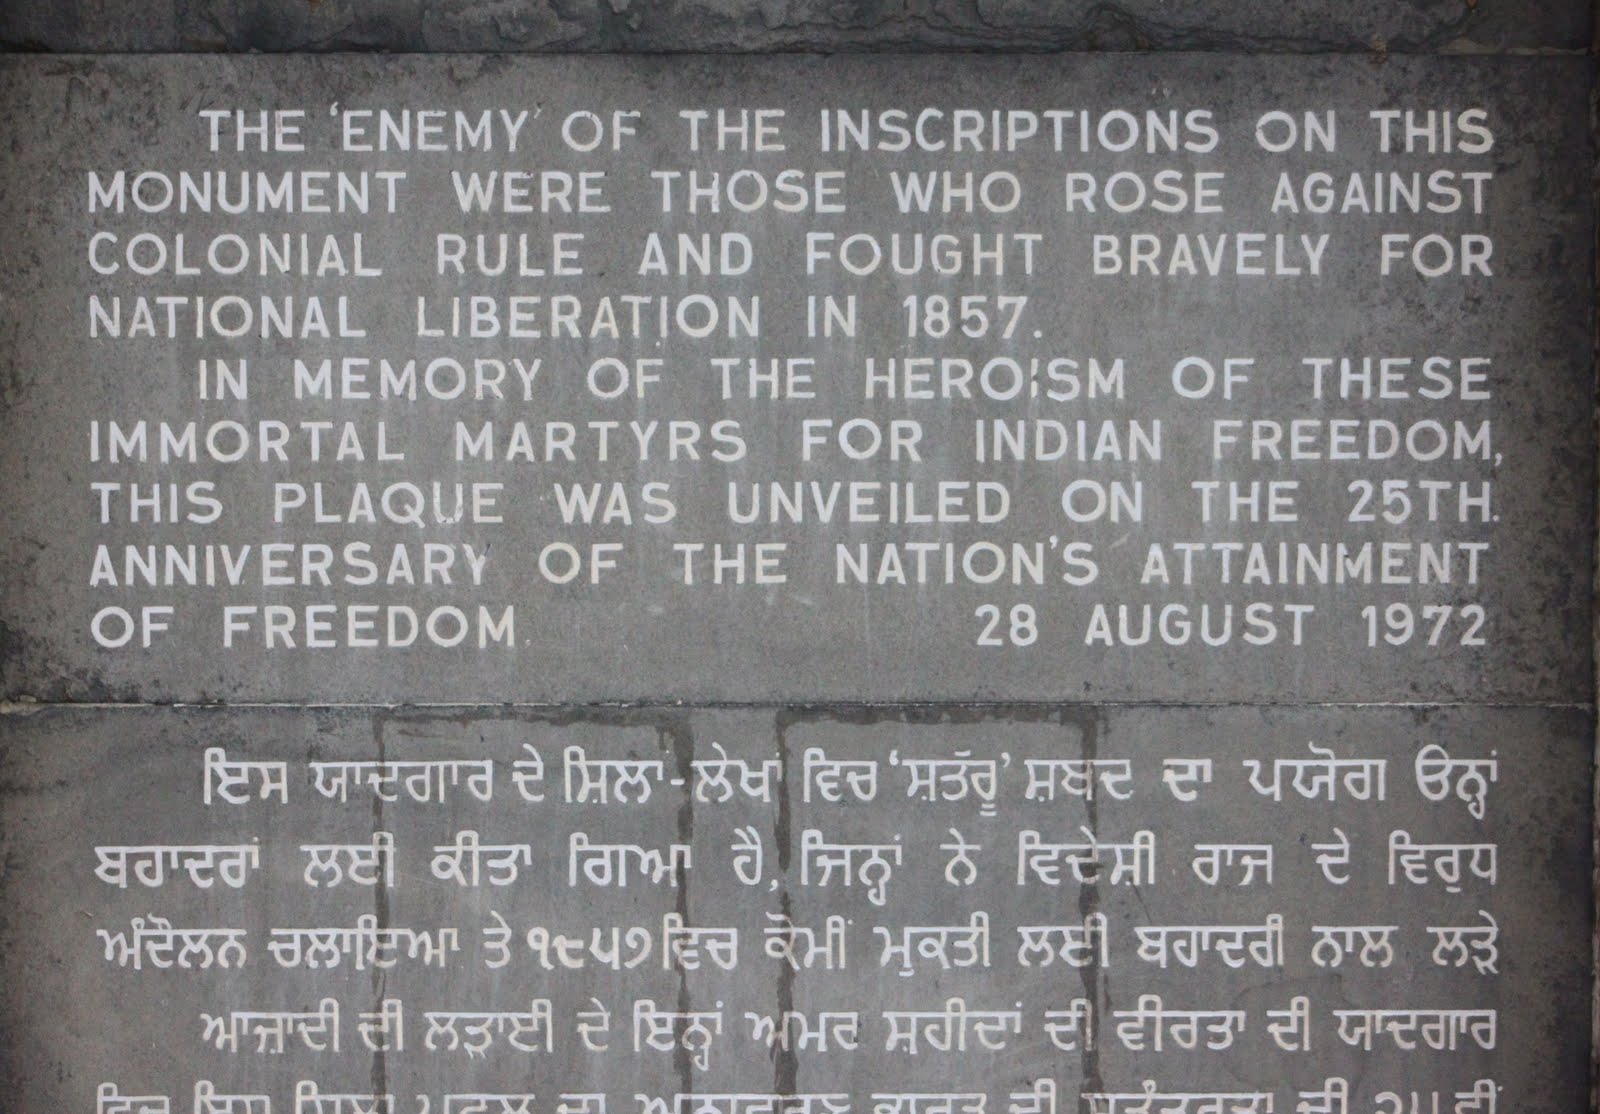 THE 'ENEMY' OF THE INSCRIPTIONS ON THIS
MONUMENT WERE THOSE WHO ROSE AGAINST
COLONIAL RULE AND FOUGHT BRAVELY FOR
NATIONAL LIBERATION IN 1857.
IN MEMORY OF THE HEROISM OF THESE
IMMORTAL MARTYRS FOR INDIAN FREEDOM,
THIS PLAQUE WAS UNVEILED ON THE 25TH.
ANNIVERSARY OF THE NATION'S ATTAINMENT
OF FREEDOM 28 AUGUST 1972
ਇਸ ਯਾਦਗਾਰ ਦੇ ਸ਼ਿਲਾ-ਲੇਖਾਂ ਵਿਚ 'ਸ਼ਤਰੂ' ਸ਼ਬਦ ਦਾ ਪਯੋਗ ਓਨ੍ਹਾਂ
ਬਹਾਦਰਾਂ ਲਈ ਕੀਤਾ ਗਿਆ ਹੈ, ਜਿਨ੍ਹਾਂ ਨੇ ਵਿਦੇਸ਼ੀ ਰਾਜ ਦੇ ਵਿਰੁਧ
ਅੰਦੋਲਨ ਚਲਾਇਆ ਤੇ ੧੮੫੭ ਵਿਚ ਕੌਮੀ ਮੁਕਤੀ ਲਈ ਬਹਾਦਰੀ ਨਾਲ ਲੜੇ
ਆਜ਼ਾਦੀ ਦੀ ਲੜਾਈ ਦੇ ਇਨ੍ਹਾਂ ਅਮਰ ਸ਼ਹੀਦਾਂ ਦੀ ਵੀਰਤਾ ਦੀ ਯਾਦਗਾਰ
ਵਿਚ ਇਸ ਸ਼ਿਲਾ